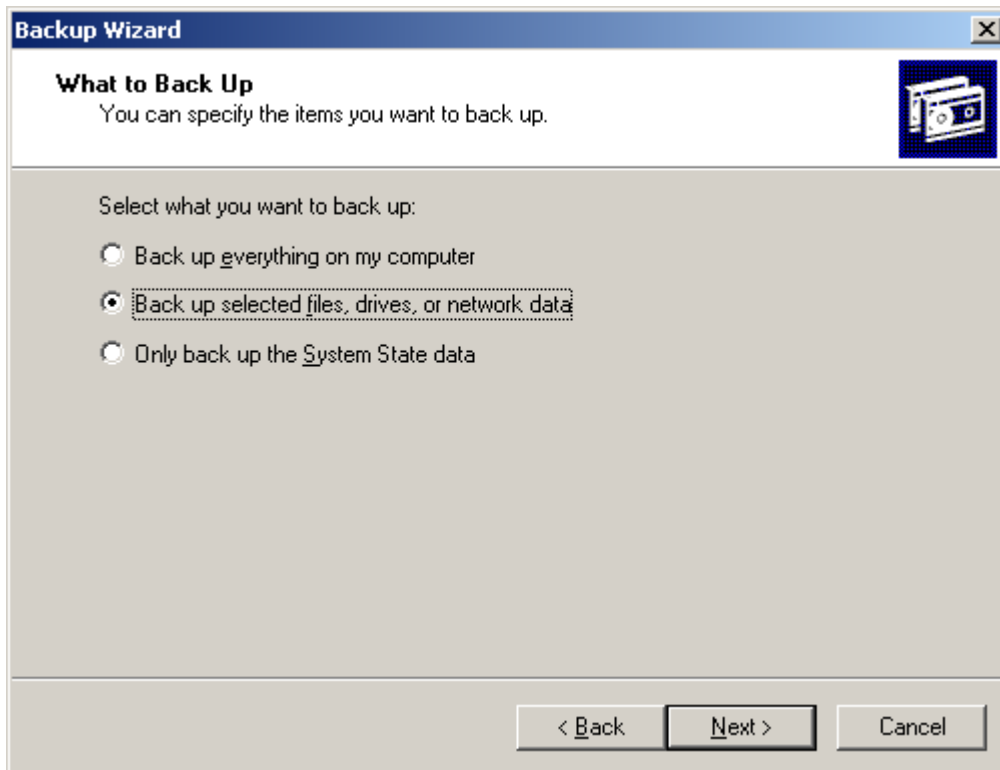 Backup Wizard
What to Back Up
You can specify the items you want to back up.
Select what you want to back up:
Back up everything on my computer
Back up selected files, drives, or network data
Only back up the System State data
< Back
Next >
Cancel